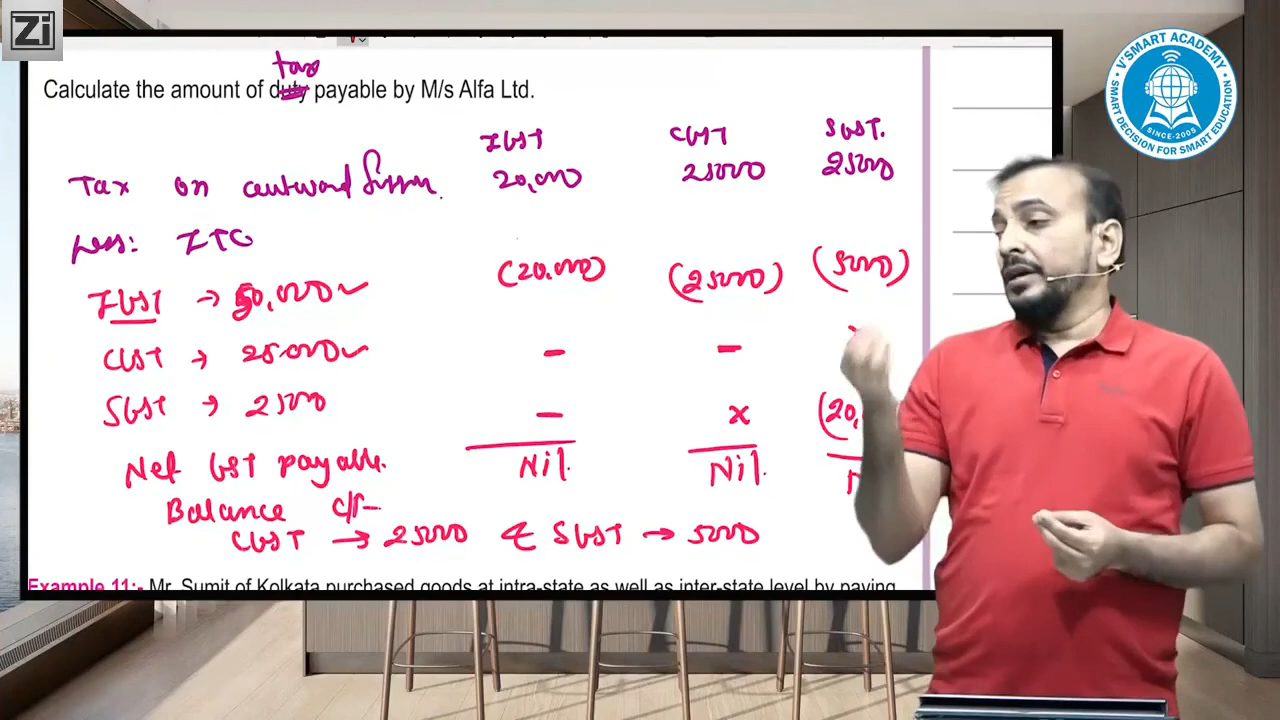 Zi
V'SMART ACADEMY
SMART DECISION FOR SMART EDUCATION
SINCE-2005
tax
Calculate the amount of duty payable by M/s Alfa Ltd.
IGST CGST SGST.
Tax on outward 20,000 25000 25000
Less: ITC
IGST → 50,000 (20,000) (25000) (5000)
CGST → 25000 - -
SGST → 25000 - x (20,
Net GST payable. Nil. Nil. N
Balance c/f-
CGST → 25000 & SGST → 5000
Example 11:- Mr. Sumit of Kolkata purchased goods at intra-state as well as inter-state level by paying